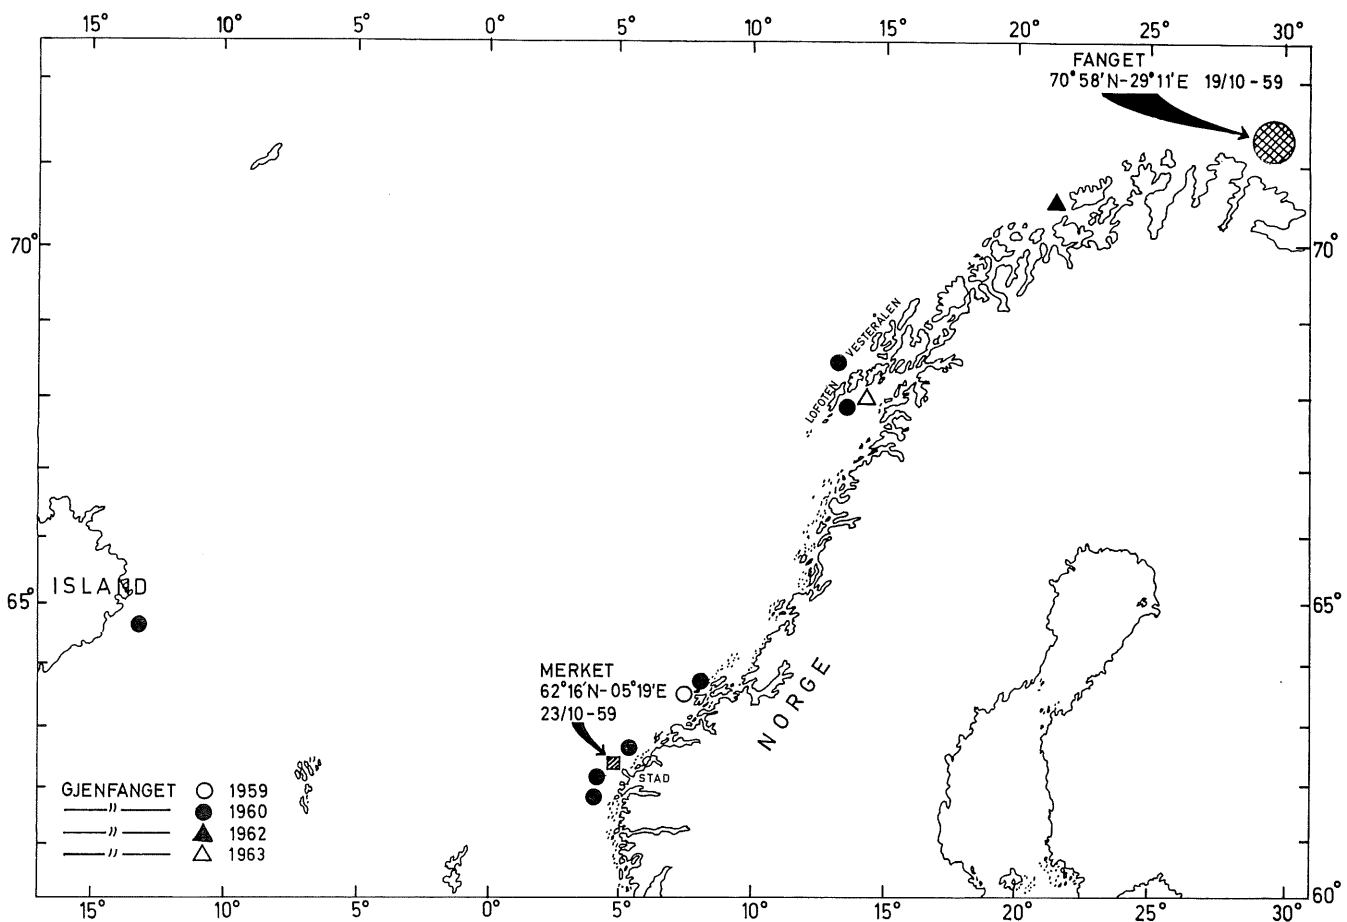 15° 10° 5° 0° 5° 10° 15° 20° 25° 30°
FANGET
70°58'N-29°11'E 19/10-59
70° 70°
VESTERÅLEN
LOFOTEN
ISLAND
65° 65°
MERKET
62°16'N-05°19'E
23/10-59
NORGE
STAD
GJENFANGET ○ 1959
—〃— ● 1960
—〃— ▲ 1962
—〃— △ 1963
60°
15° 10° 5° 0° 5° 10° 15° 20° 25° 30°